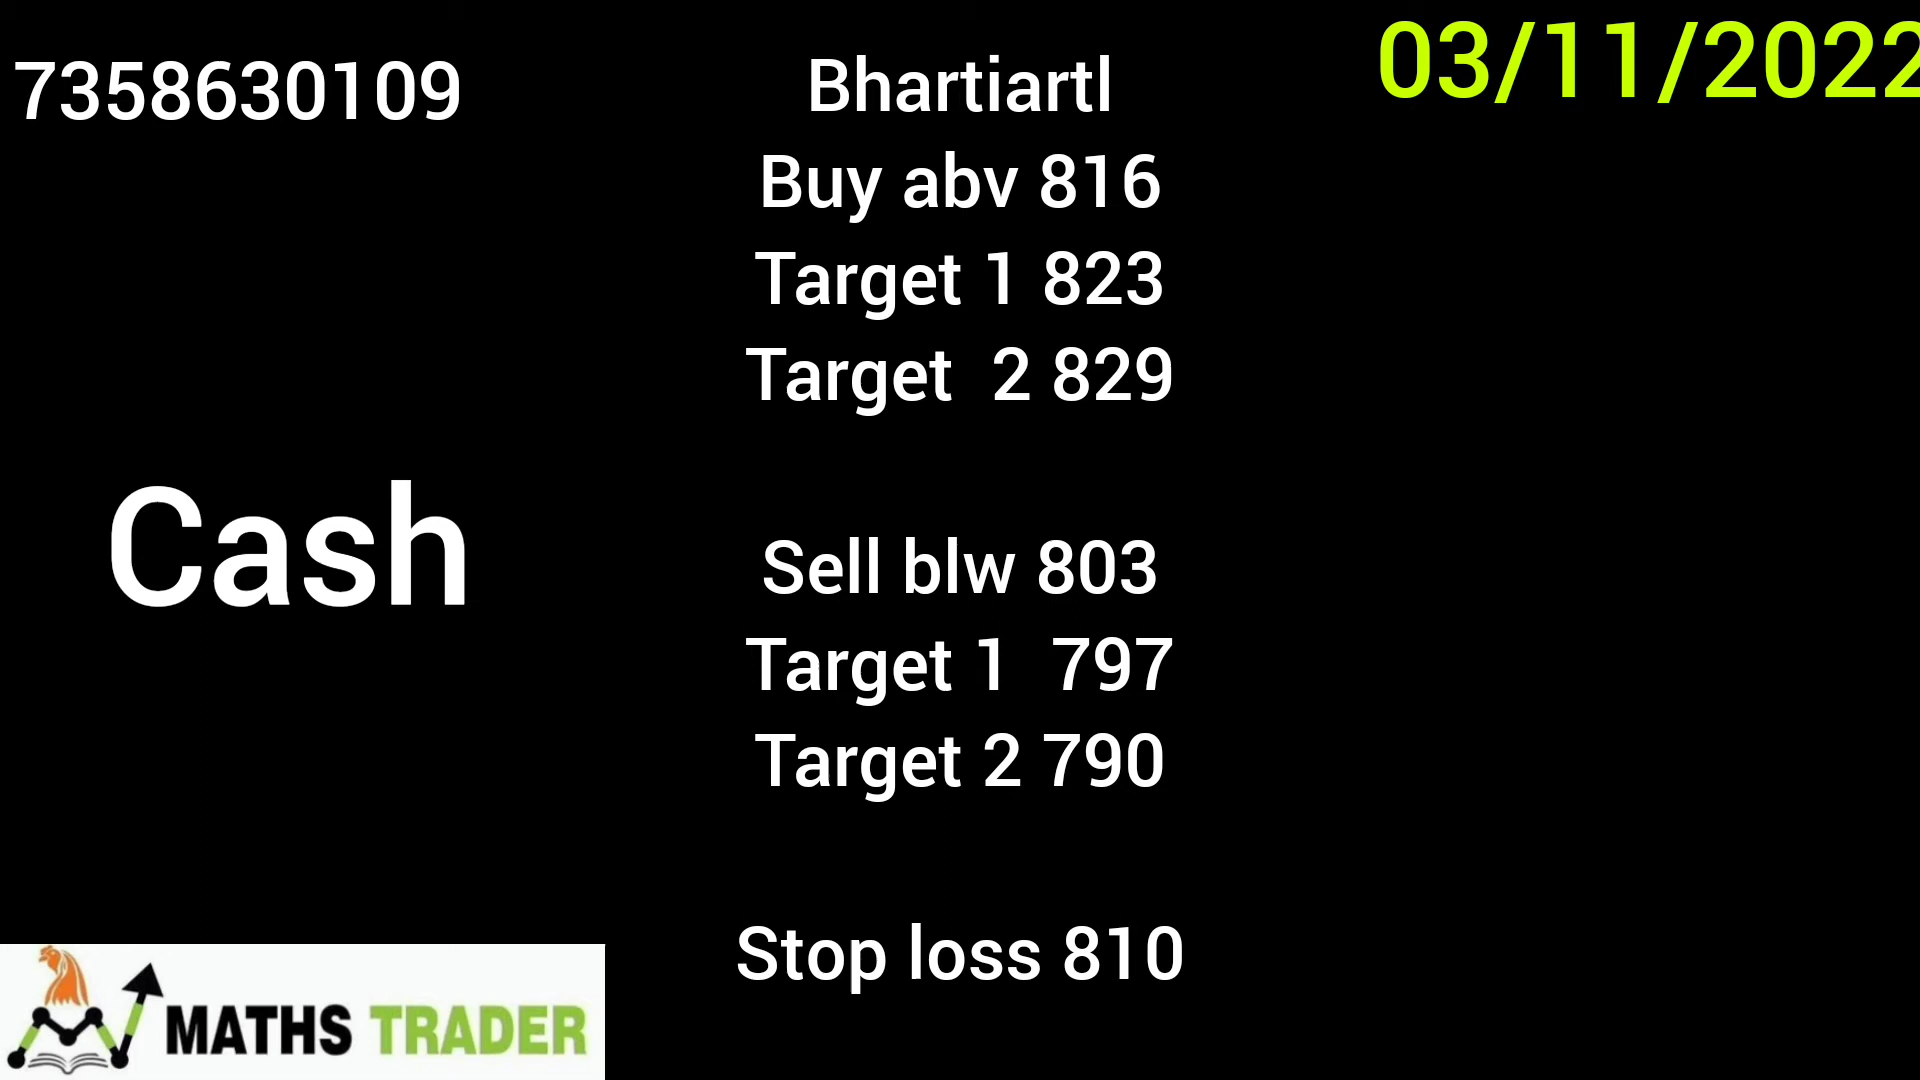 7358630109
Bhartiartl
03/11/2022
Buy abv 816
Target 1 823
Target  2 829
Cash
Sell blw 803
Target 1  797
Target 2 790
Stop loss 810
MATHS TRADER